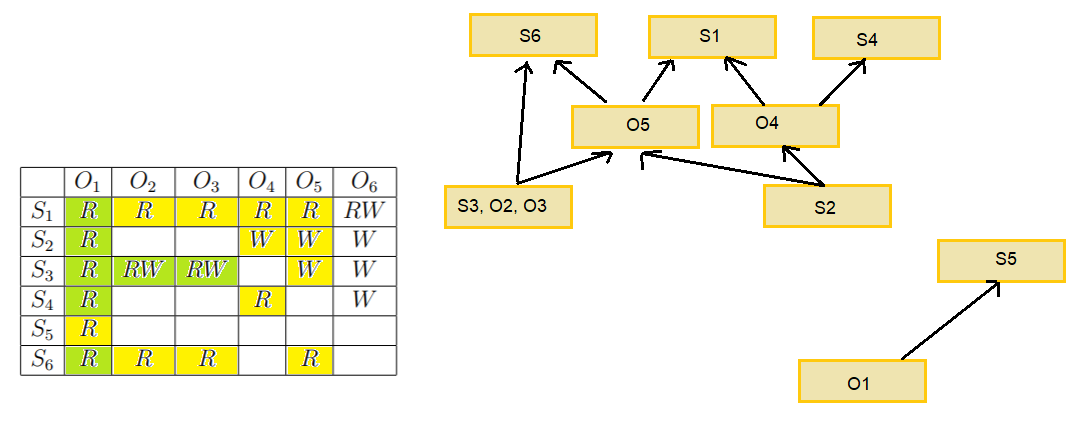 O1 O2 O3 O4 O5 O6
S1 R R R R R RW
S2 R W W W
S3 R RW RW W W
S4 R R W
S5 R
S6 R R R R
S6 S1 S4
O5 O4
S3, O2, O3 S2
S5
O1